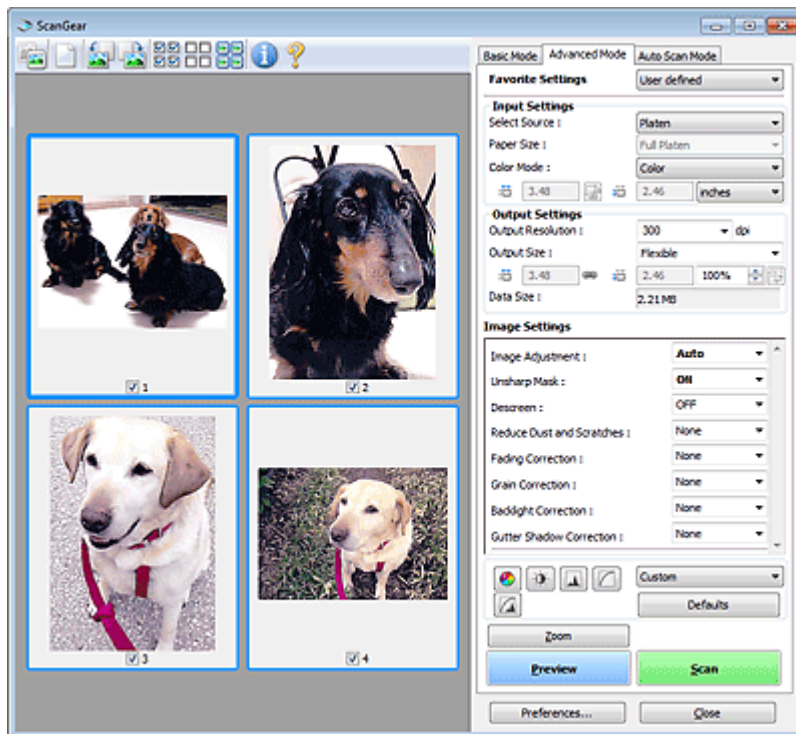 ScanGear
Basic Mode Advanced Mode Auto Scan Mode
Favorite Settings User defined
Input Settings
Select Source : Platen
Paper Size : Full Platen
Color Mode : Color
3.48 2.46 inches
Output Settings
Output Resolution : 300 dpi
Output Size : Flexible
3.48 2.46 100%
Data Size : 2.21 MB
Image Settings
Image Adjustment : Auto
Unsharp Mask : ON
Descreen : OFF
Reduce Dust and Scratches : None
Fading Correction : None
Grain Correction : None
Backlight Correction : None
Gutter Shadow Correction : None
Custom
Defaults
Zoom
Preview Scan
Preferences... Close
1 2
3 4